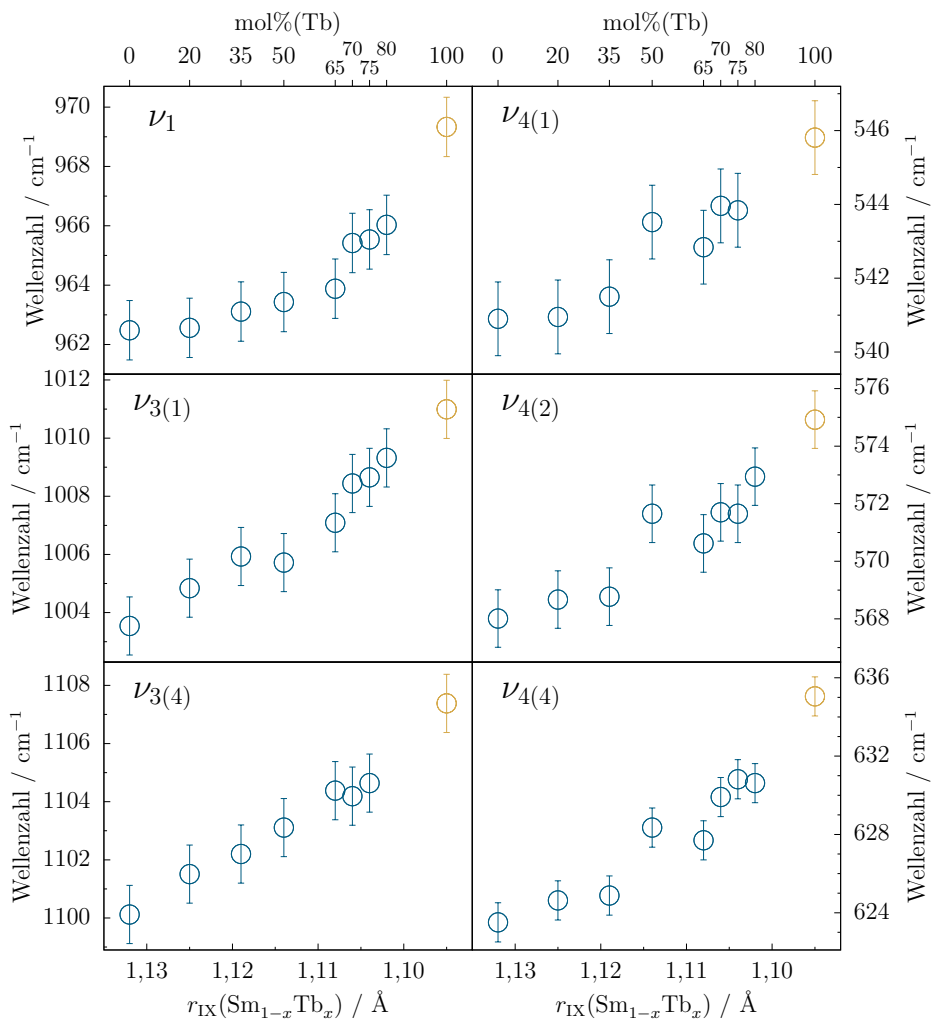 mol%(Tb) mol%(Tb)
0 20 35 50 65 70 75 80 100 0 20 35 50 65 70 75 80 100
ν1 ν4(1)
Wellenzahl / cm−1
970
968
966
964
962
546
544
542
540
Wellenzahl / cm−1
ν3(1) ν4(2)
Wellenzahl / cm−1
1012
1010
1008
1006
1004
576
574
572
570
568
Wellenzahl / cm−1
ν3(4) ν4(4)
Wellenzahl / cm−1
1108
1106
1104
1102
1100
636
632
628
624
Wellenzahl / cm−1
1,13 1,12 1,11 1,10 1,13 1,12 1,11 1,10
rIX(Sm1−xTbx) / Å rIX(Sm1−xTbx) / Å